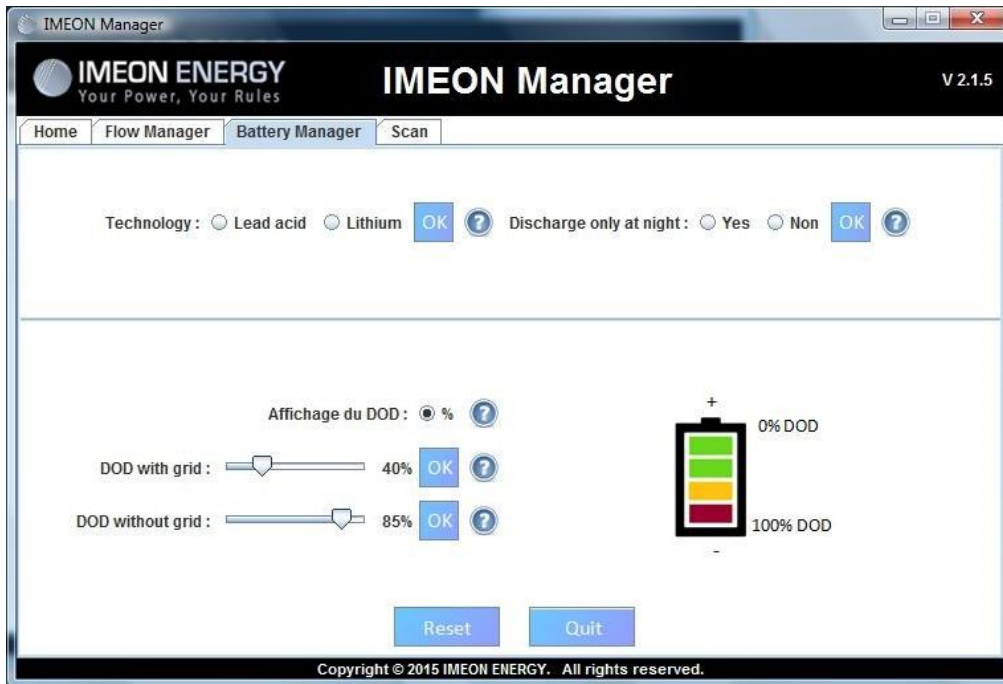 IMEON Manager
IMEON ENERGY
Your Power, Your Rules
IMEON Manager
V 2.1.5
Home Flow Manager Battery Manager Scan
Technology : Lead acid Lithium OK ? Discharge only at night : Yes Non OK ?
Affichage du DOD : % ?
DOD with grid : 40% OK ?
DOD without grid : 85% OK ?
+
0% DOD
100% DOD
-
Reset Quit
Copyright © 2015 IMEON ENERGY. All rights reserved.